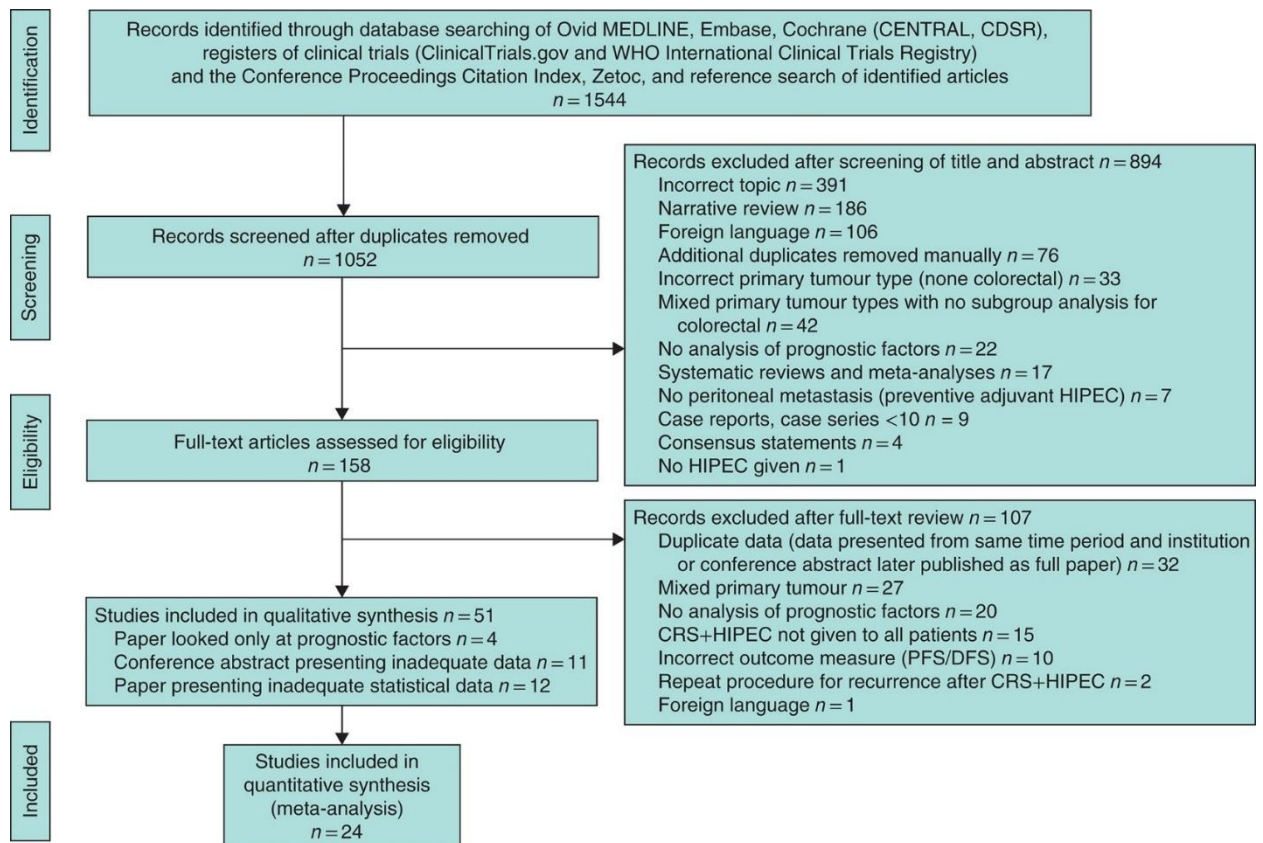 Identification
Records identified through database searching of Ovid MEDLINE, Embase, Cochrane (CENTRAL, CDSR),
registers of clinical trials (ClinicalTrials.gov and WHO International Clinical Trials Registry)
and the Conference Proceedings Citation Index, Zetoc, and reference search of identified articles
n = 1544
Records excluded after screening of title and abstract n = 894
Incorrect topic n = 391
Narrative review n = 186
Foreign language n = 106
Additional duplicates removed manually n = 76
Incorrect primary tumour type (none colorectal) n = 33
Mixed primary tumour types with no subgroup analysis for
colorectal n = 42
No analysis of prognostic factors n = 22
Systematic reviews and meta-analyses n = 17
No peritoneal metastasis (preventive adjuvant HIPEC) n = 7
Case reports, case series <10 n = 9
Consensus statements n = 4
No HIPEC given n = 1
Screening
Records screened after duplicates removed
n = 1052
Eligibility
Full-text articles assessed for eligibility
n = 158
Records excluded after full-text review n = 107
Duplicate data (data presented from same time period and institution
or conference abstract later published as full paper) n = 32
Mixed primary tumour n = 27
No analysis of prognostic factors n = 20
CRS+HIPEC not given to all patients n = 15
Incorrect outcome measure (PFS/DFS) n = 10
Repeat procedure for recurrence after CRS+HIPEC n = 2
Foreign language n = 1
Studies included in qualitative synthesis n = 51
Paper looked only at prognostic factors n = 4
Conference abstract presenting inadequate data n = 11
Paper presenting inadequate statistical data n = 12
Included
Studies included in
quantitative synthesis
(meta-analysis)
n = 24